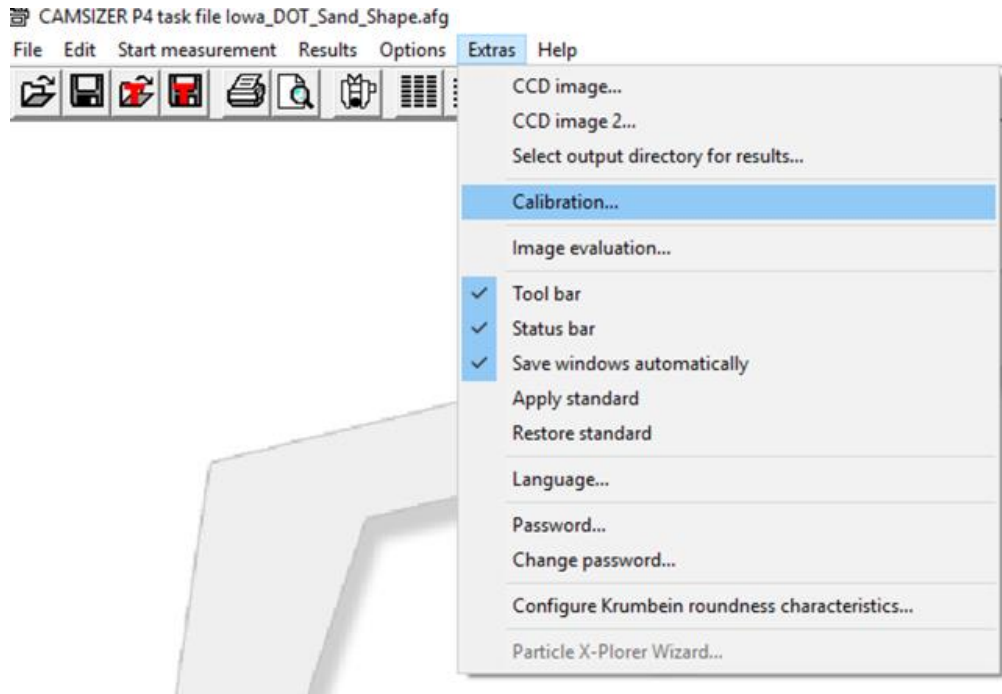 CAMSIZER P4 task file Iowa_DOT_Sand_Shape.afg
File Edit Start measurement Results Options Extras Help
CCD image...
CCD image 2...
Select output directory for results...
Calibration...
Image evaluation...
Tool bar
Status bar
Save windows automatically
Apply standard
Restore standard
Language...
Password...
Change password...
Configure Krumbein roundness characteristics...
Particle X-Plorer Wizard...